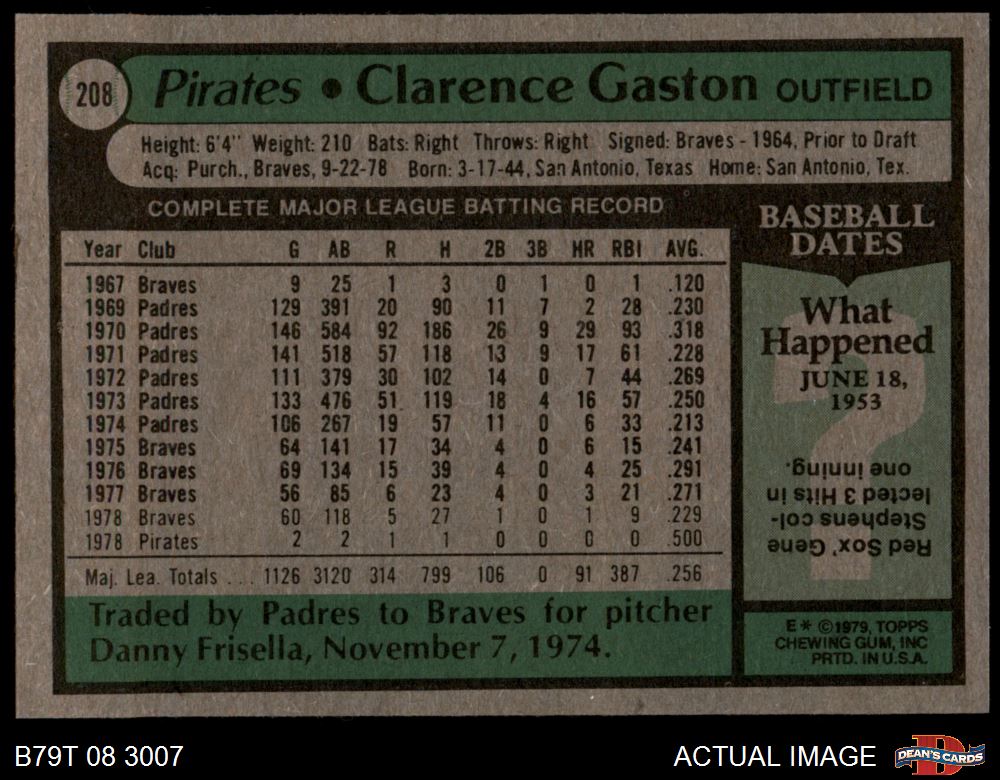 208 Pirates • Clarence Gaston OUTFIELD
Height: 6'4" Weight: 210 Bats: Right Throws: Right Signed: Braves - 1964, Prior to Draft
Acq: Purch., Braves, 9-22-78 Born: 3-17-44, San Antonio, Texas Home: San Antonio, Tex.
COMPLETE MAJOR LEAGUE BATTING RECORD
Year Club G AB R H 2B 3B HR RBI AVG.
1967 Braves 9 25 1 3 0 1 0 1 .120
1969 Padres 129 391 20 90 11 7 2 28 .230
1970 Padres 146 584 92 186 26 9 29 93 .318
1971 Padres 141 518 57 118 13 9 17 61 .228
1972 Padres 111 379 30 102 14 0 7 44 .269
1973 Padres 133 476 51 119 18 4 16 57 .250
1974 Padres 106 267 19 57 11 0 6 33 .213
1975 Braves 64 141 17 34 4 0 6 15 .241
1976 Braves 69 134 15 39 4 0 4 25 .291
1977 Braves 56 85 6 23 4 0 3 21 .271
1978 Braves 60 118 5 27 1 0 1 9 .229
1978 Pirates 2 2 1 1 0 0 0 0 .500
Maj. Lea. Totals .... 1126 3120 314 799 106 0 91 387 .256
Traded by Padres to Braves for pitcher
Danny Frisella, November 7, 1974.
BASEBALL
DATES
What
Happened
JUNE 18,
1953
Red Sox' Gene
Stephens col-
lected 3 Hits in
one inning.
E* ©1979, TOPPS
CHEWING GUM, INC
PRTD. IN U.S.A.
B79T 08 3007
ACTUAL IMAGE
D
DEAN'S CARDS